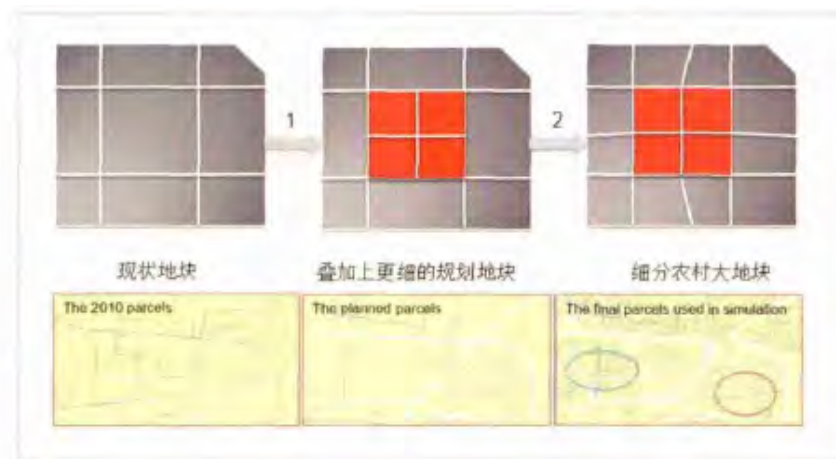 1
2
现状地块
叠加上更细的规划地块
细分农村大地块
The 2010 parcels
The planned parcels
The final parcels used in simulation